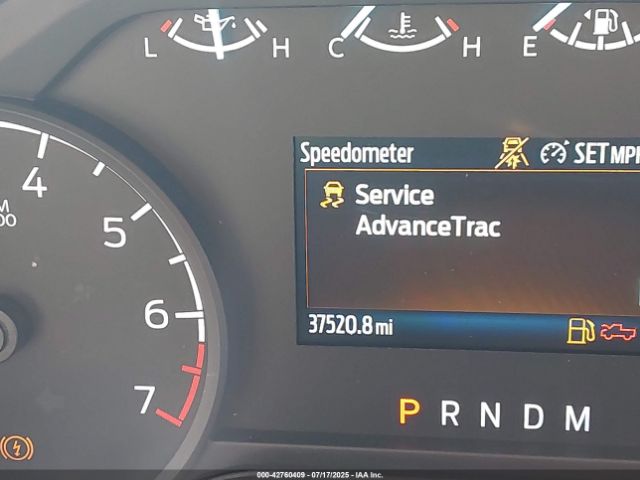 L H C H E
Speedometer SET MPH
Service
AdvanceTrac
37520.8 mi
4
5
6
7
P R N D M
000-42760409 - 07/17/2025 - IAA Inc.